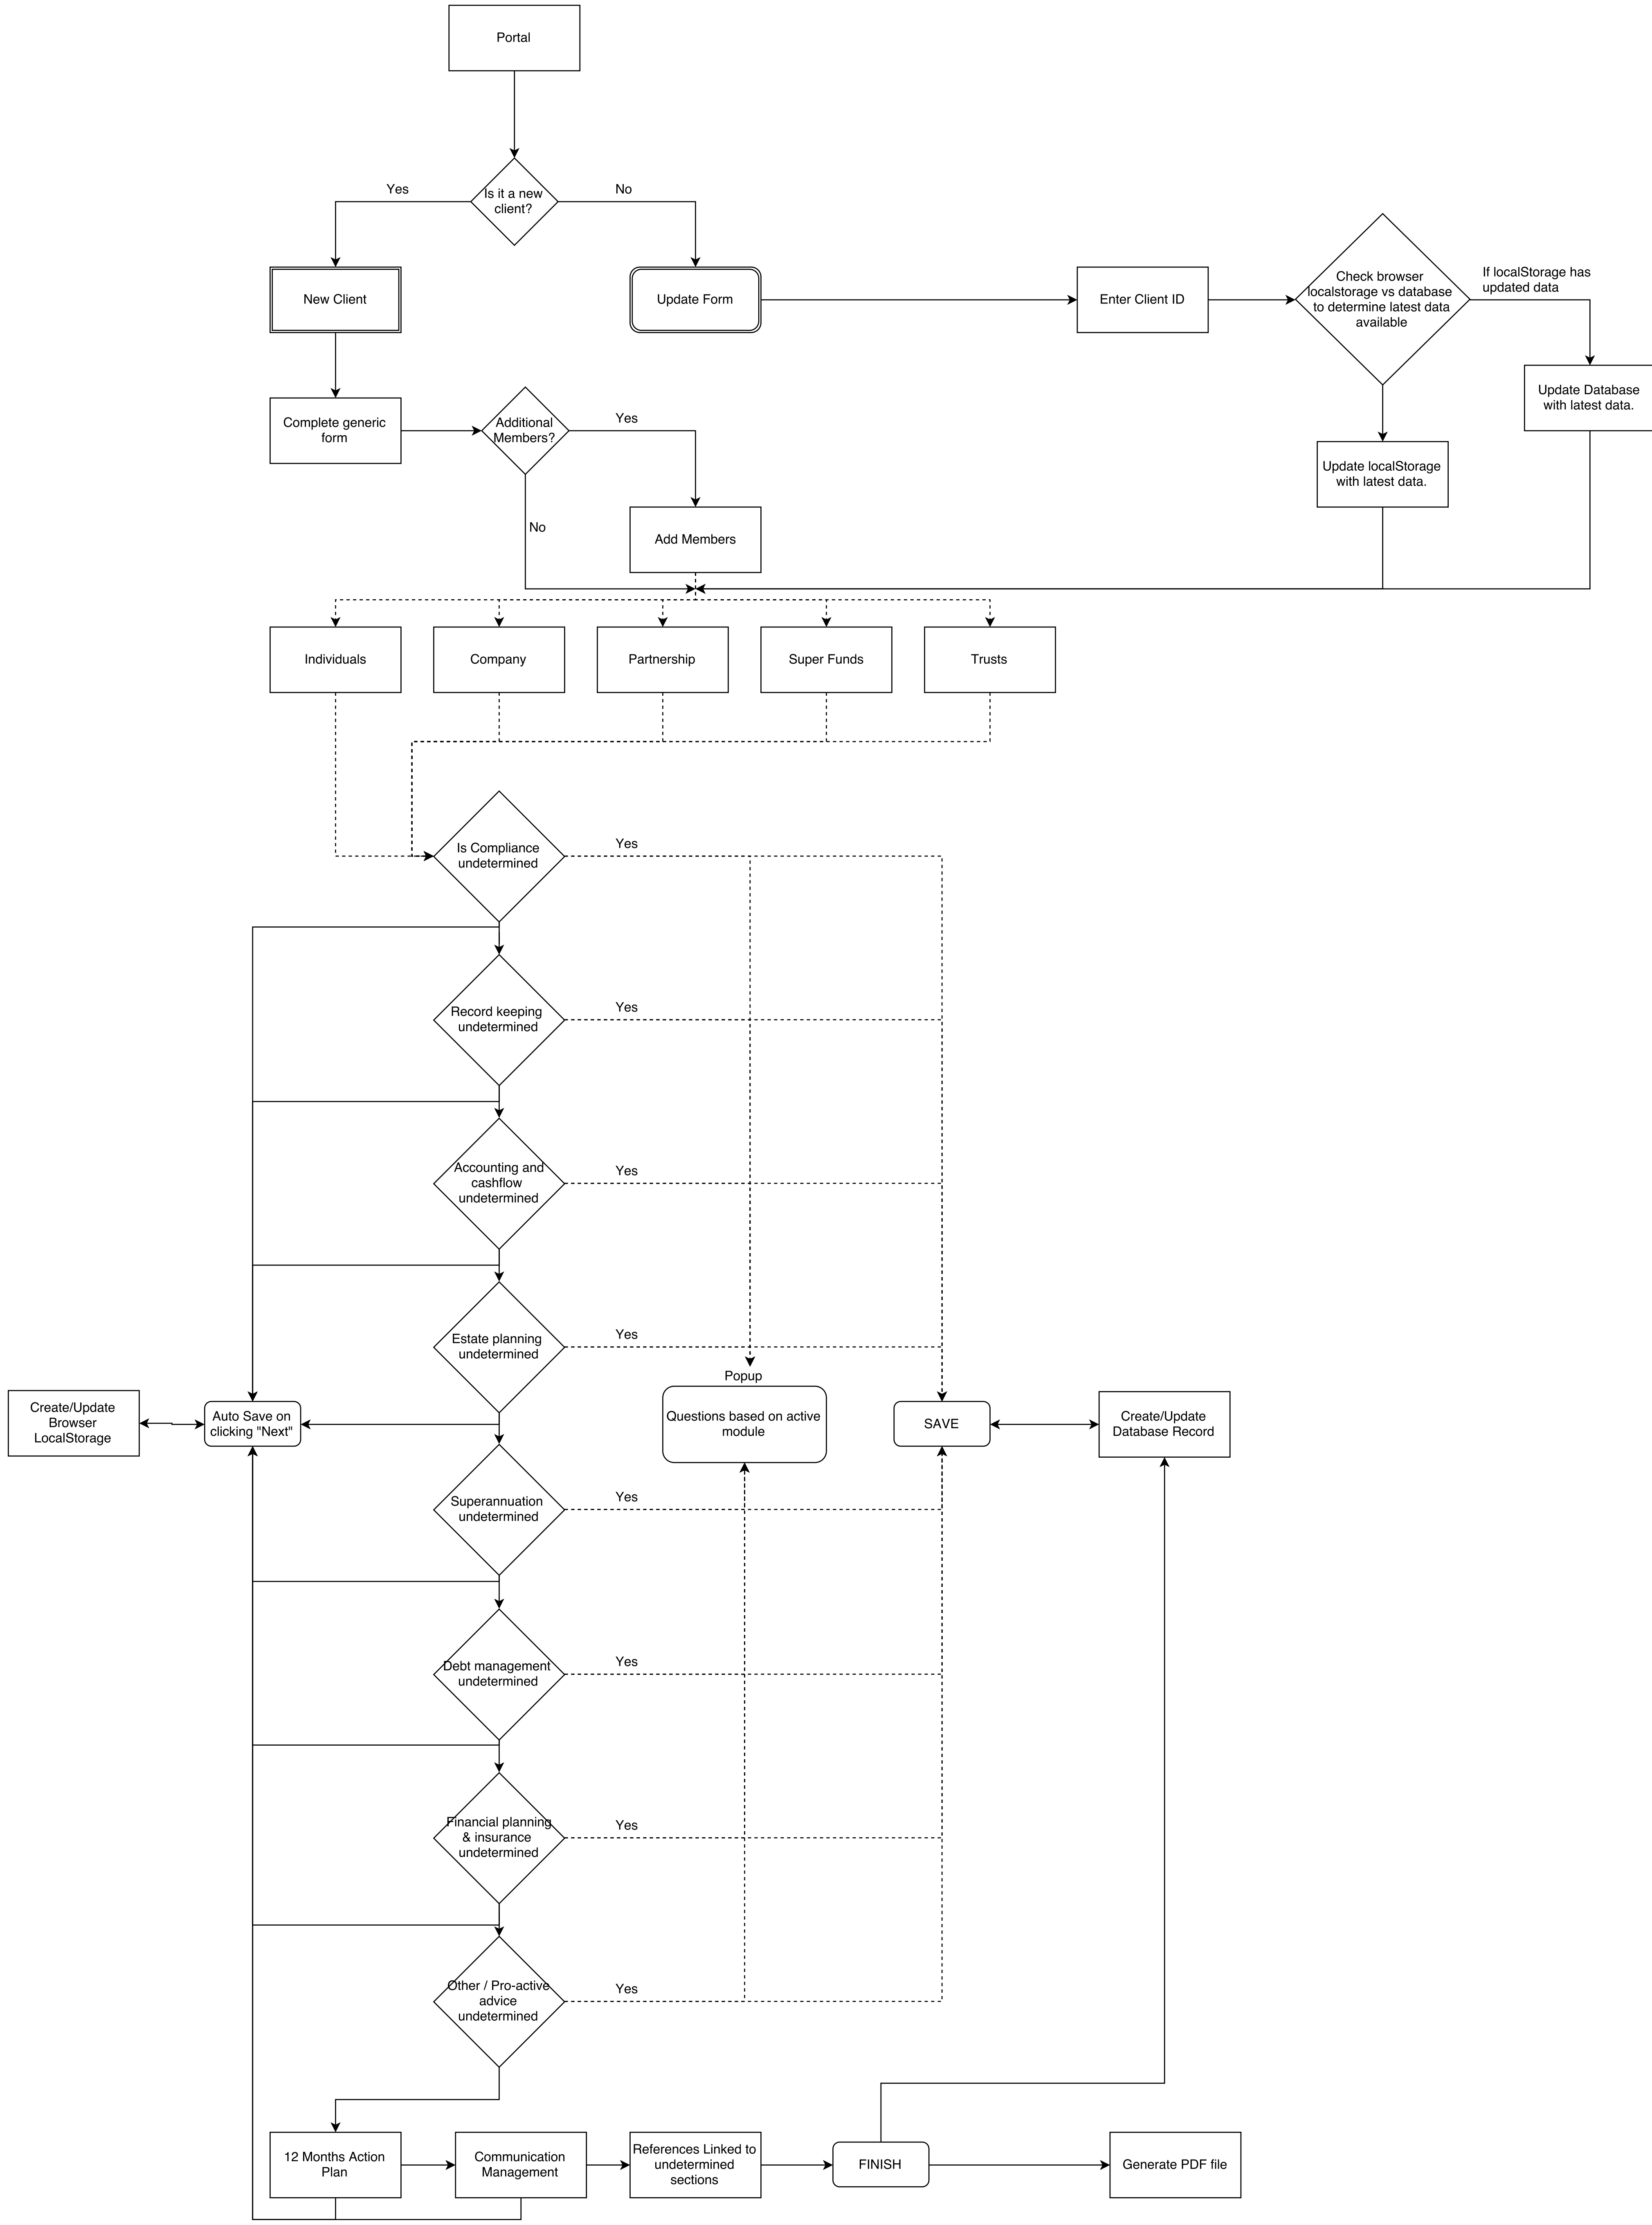 Portal
Is it a new
client?
Yes
No
New Client
Update Form
Enter Client ID
Check browser
localstorage vs database
to determine latest data
available
If localStorage has
updated data
Update Database
with latest data.
Complete generic
form
Additional
Members?
Yes
Update localStorage
with latest data.
No
Add Members
Individuals
Company
Partnership
Super Funds
Trusts
Is Compliance
undetermined
Yes
Record keeping
undetermined
Yes
Accounting and
cashflow
undetermined
Yes
Estate planning
undetermined
Yes
Popup
Create/Update
Browser
LocalStorage
Auto Save on
clicking "Next"
Questions based on active
module
SAVE
Create/Update
Database Record
Superannuation
undetermined
Yes
Debt management
undetermined
Yes
Financial planning
& insurance
undetermined
Yes
Other / Pro-active
advice
undetermined
Yes
12 Months Action
Plan
Communication
Management
References Linked to
undetermined
sections
FINISH
Generate PDF file